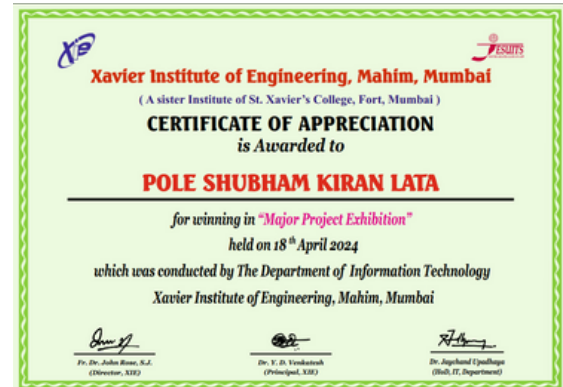 Xie
JESUITS
Xavier Institute of Engineering, Mahim, Mumbai
( A sister Institute of St. Xavier's College, Fort, Mumbai )
CERTIFICATE OF APPRECIATION
is Awarded to
POLE SHUBHAM KIRAN LATA
for winning in "Major Project Exhibition"
held on 18th April 2024
which was conducted by The Department of Information Technology
Xavier Institute of Engineering, Mahim, Mumbai
Fr. Dr. John Rose, S.J.
(Director, XIE)
Dr. Y. D. Venkatesh
(Principal, XIE)
Dr. Jaychand Upadhaya
(HoD, IT, Department)